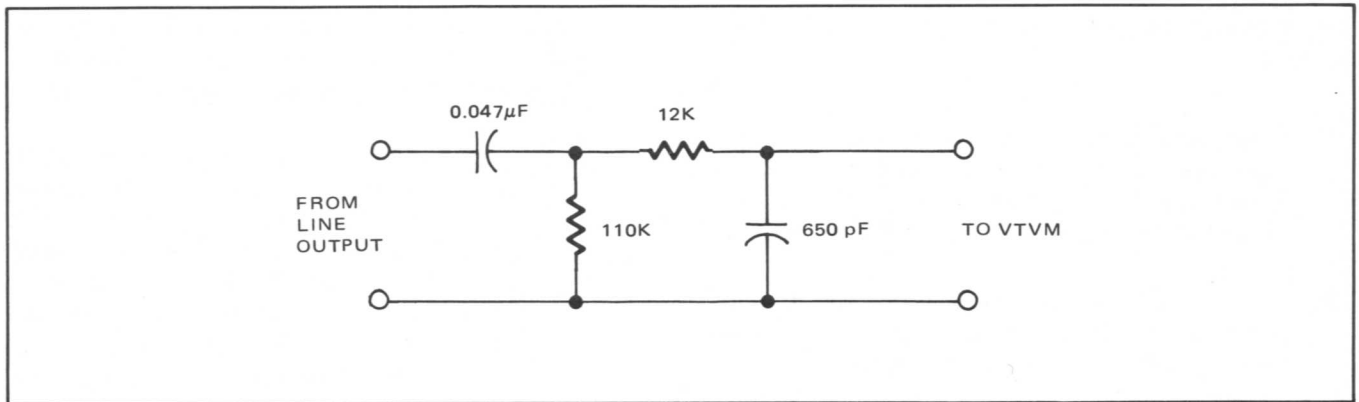 0.047µF
12K
FROM
LINE
OUTPUT
110K
650 pF
TO VTVM